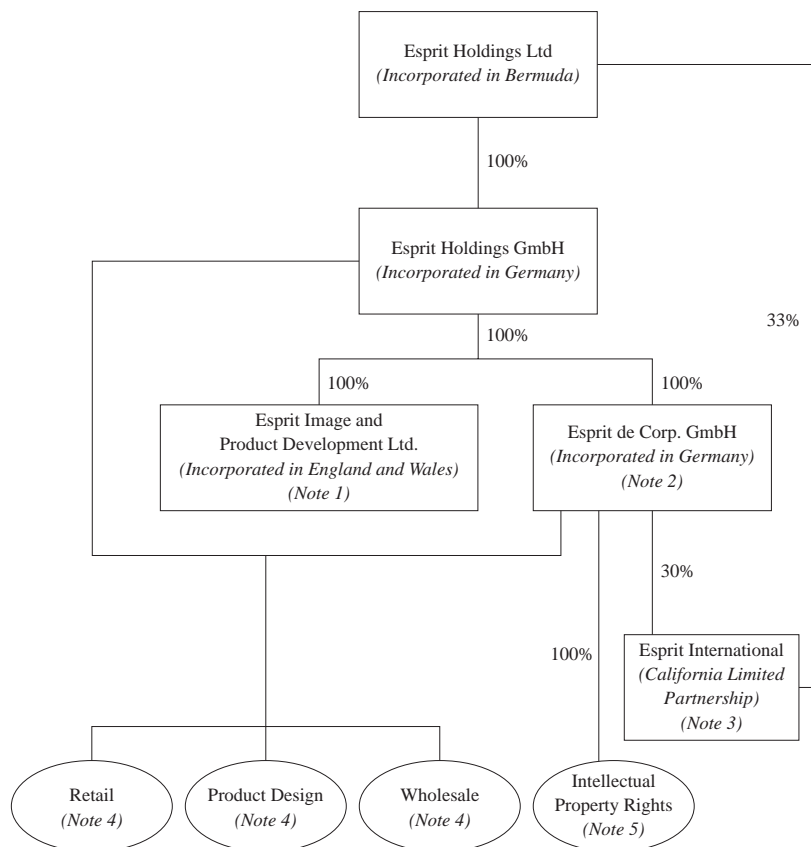 Esprit Holdings Ltd
(Incorporated in Bermuda)
100%
Esprit Holdings GmbH
(Incorporated in Germany)
33%
100%
100%
100%
Esprit Image and
Product Development Ltd.
(Incorporated in England and Wales)
(Note 1)
Esprit de Corp. GmbH
(Incorporated in Germany)
(Note 2)
30%
100%
Esprit International
(California Limited
Partnership)
(Note 3)
Retail
(Note 4)
Product Design
(Note 4)
Wholesale
(Note 4)
Intellectual
Property Rights
(Note 5)